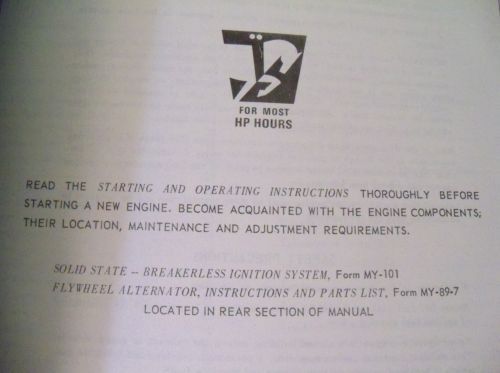 FOR MOST
HP HOURS
READ THE STARTING AND OPERATING INSTRUCTIONS THOROUGHLY BEFORE
STARTING A NEW ENGINE. BECOME ACQUAINTED WITH THE ENGINE COMPONENTS;
THEIR LOCATION, MAINTENANCE AND ADJUSTMENT REQUIREMENTS.
SOLID STATE – BREAKERLESS IGNITION SYSTEM, Form MY-101
FLYWHEEL ALTERNATOR, INSTRUCTIONS AND PARTS LIST, Form MY-89-7
LOCATED IN REAR SECTION OF MANUAL